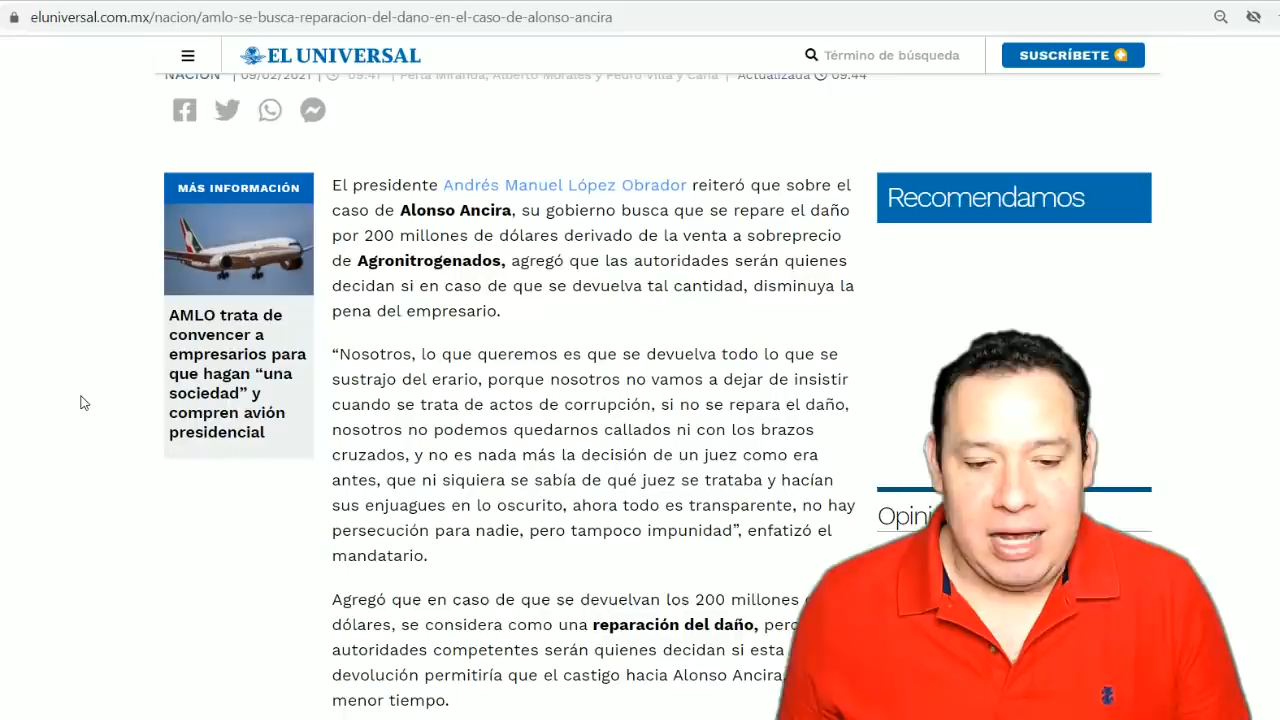 eluniversal.com.mx/nacion/amlo-se-busca-reparacion-del-dano-en-el-caso-de-alonso-ancira
EL UNIVERSAL
Término de búsqueda
SUSCRÍBETE
NACIÓN | 09/02/2021 | 09:41 | Perla Miranda, Alberto Morales y Pedro Villa y Caña | Actualizada 09:44
MÁS INFORMACIÓN
AMLO trata de
convencer a
empresarios para
que hagan “una
sociedad” y
compren avión
presidencial
El presidente Andrés Manuel López Obrador reiteró que sobre el
caso de Alonso Ancira, su gobierno busca que se repare el daño
por 200 millones de dólares derivado de la venta a sobreprecio
de Agronitrogenados, agregó que las autoridades serán quienes
decidan si en caso de que se devuelva tal cantidad, disminuya la
pena del empresario.
“Nosotros, lo que queremos es que se devuelva todo lo que se
sustrajo del erario, porque nosotros no vamos a dejar de insistir
cuando se trata de actos de corrupción, si no se repara el daño,
nosotros no podemos quedarnos callados ni con los brazos
cruzados, y no es nada más la decisión de un juez como era
antes, que ni siquiera se sabía de qué juez se trataba y hacían
sus enjuagues en lo oscurito, ahora todo es transparente, no hay
persecución para nadie, pero tampoco impunidad”, enfatizó el
mandatario.
Agregó que en caso de que se devuelvan los 200 millones
dólares, se considera como una reparación del daño,
autoridades competentes serán quienes decidan si esta
devolución permitiría que el castigo hacia Alonso Ancira
menor tiempo.
Recomendamos
Opini